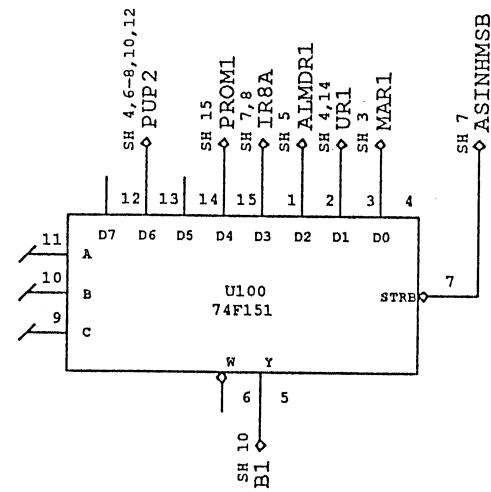 SH 4,6-8,10,12
PUP2
SH 15
PROM1
SH 7,8
IR8A
SH 5
ALMDR1
SH 4,14
UR1
SH 3
MAR1
SH 7
ASINHMSB
12 13 14 15 1 2 3 4
D7 D6 D5 D4 D3 D2 D1 D0
11 A
10 B
9 C
U100
74F151
STRB 7
W Y
6 5
SH 10
B1